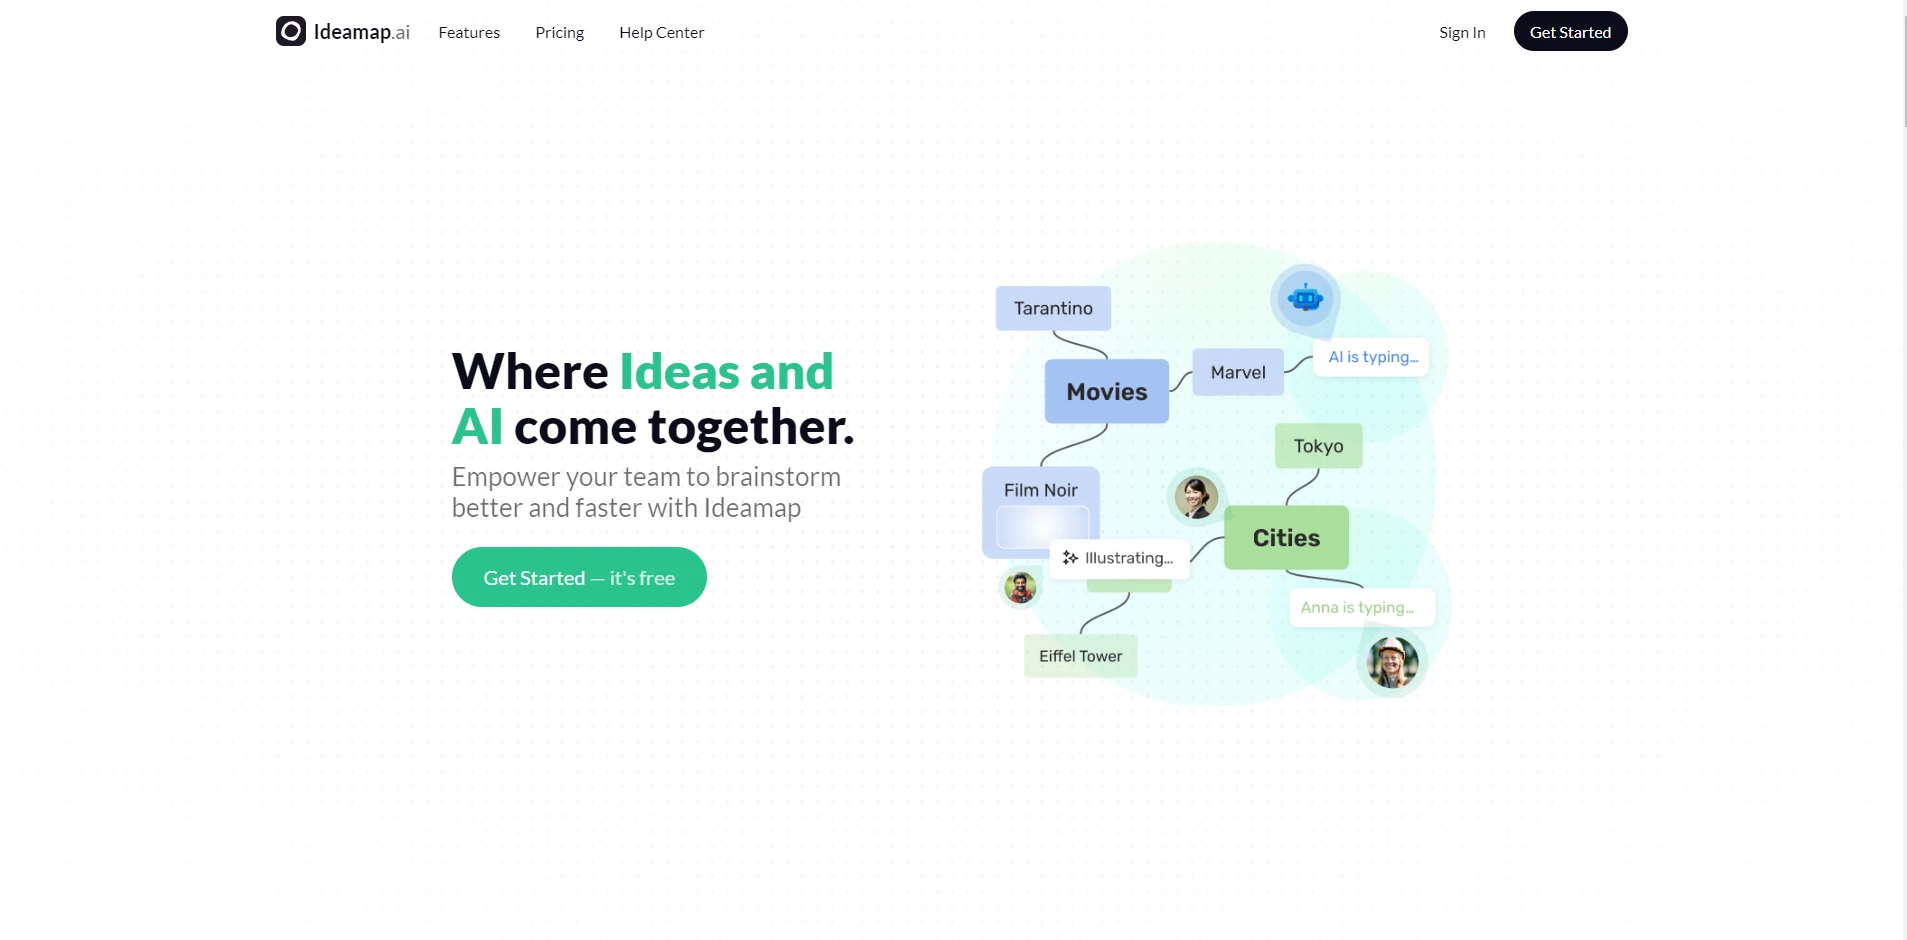 Ideamap.ai
Features
Pricing
Help Center
Sign In
Get Started
Where Ideas and
AI come together.
Empower your team to brainstorm
better and faster with Ideamap
Get Started — it's free
Tarantino
Movies
Marvel
AI is typing...
Tokyo
Film Noir
Cities
Illustrating...
Anna is typing...
Eiffel Tower